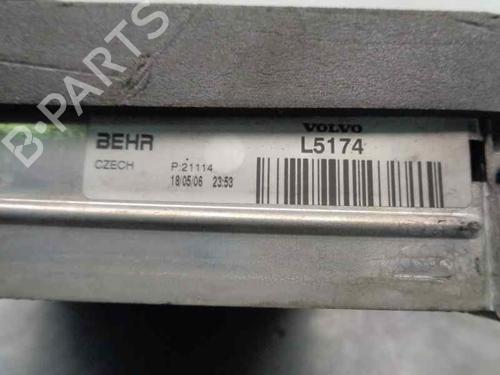 B-PARTS
BEHR
CZECH P:21114
18/05/06 23:53
VOLVO
L5174